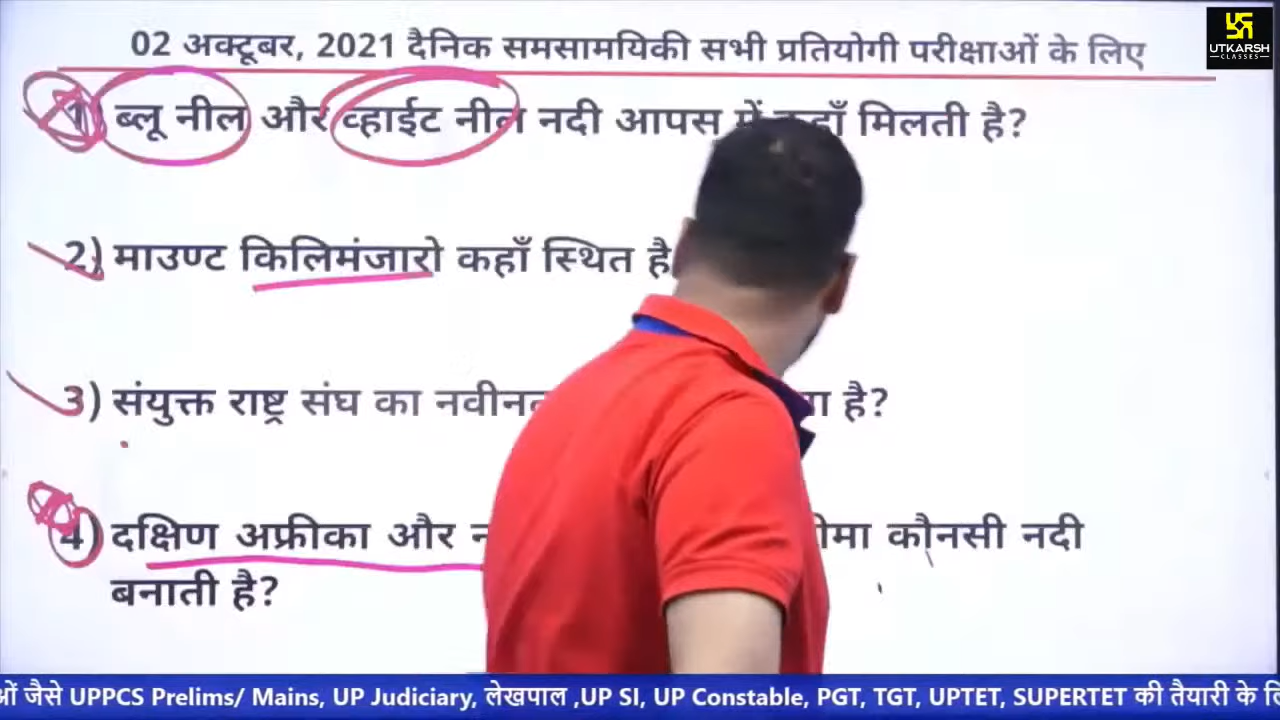 02 अक्टूबर, 2021 दैनिक समसामयिकी सभी प्रतियोगी परीक्षाओं के लिए
UTKARSH
CLASSES
1) ब्लू नील और व्हाईट नील नदी आपस में कहाँ मिलती है?
2) माउण्ट किलिमंजारो कहाँ स्थित है
3) संयुक्त राष्ट्र संघ का है?
4) दक्षिण अफ्रीका और कौनसी नदी
बनाती है?
जैसे UPPCS Prelims/ Mains, UP Judiciary, लेखपाल ,UP SI, UP Constable, PGT, TGT, UPTET, SUPERTET की तैयारी के